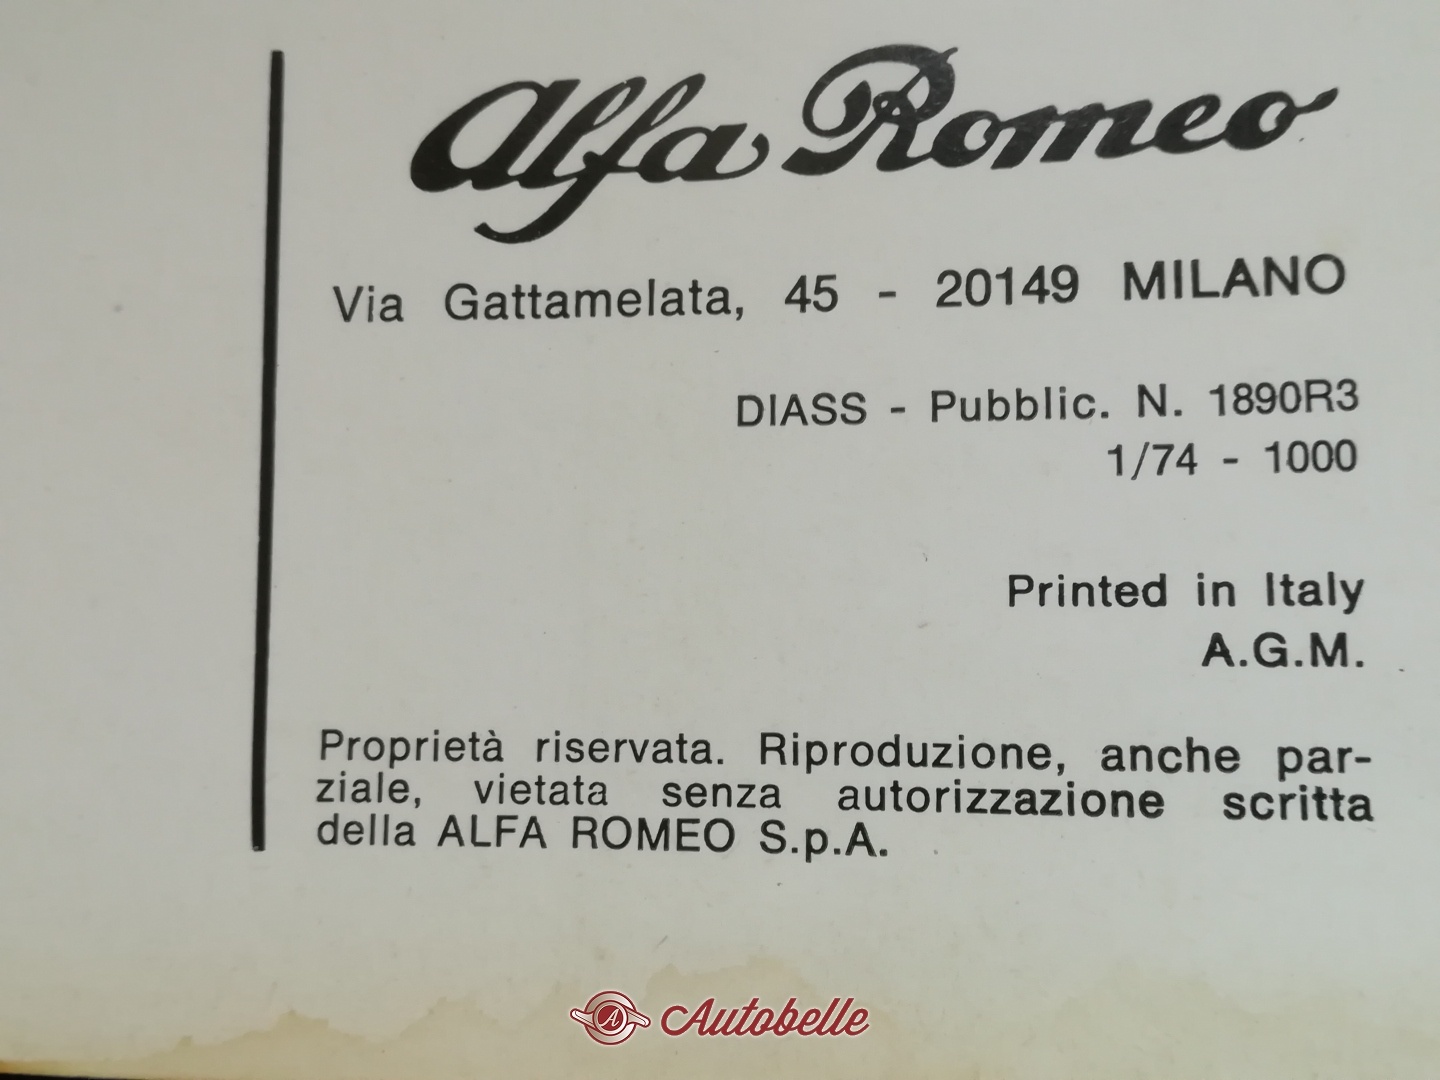 Alfa Romeo
Via Gattamelata, 45 - 20149 MILANO
DIASS - Pubblic. N. 1890R3
1/74 - 1000
Printed in Italy
A.G.M.
Proprietà riservata. Riproduzione, anche par-
ziale, vietata senza autorizzazione scritta
della ALFA ROMEO S.p.A.
A Autobelle